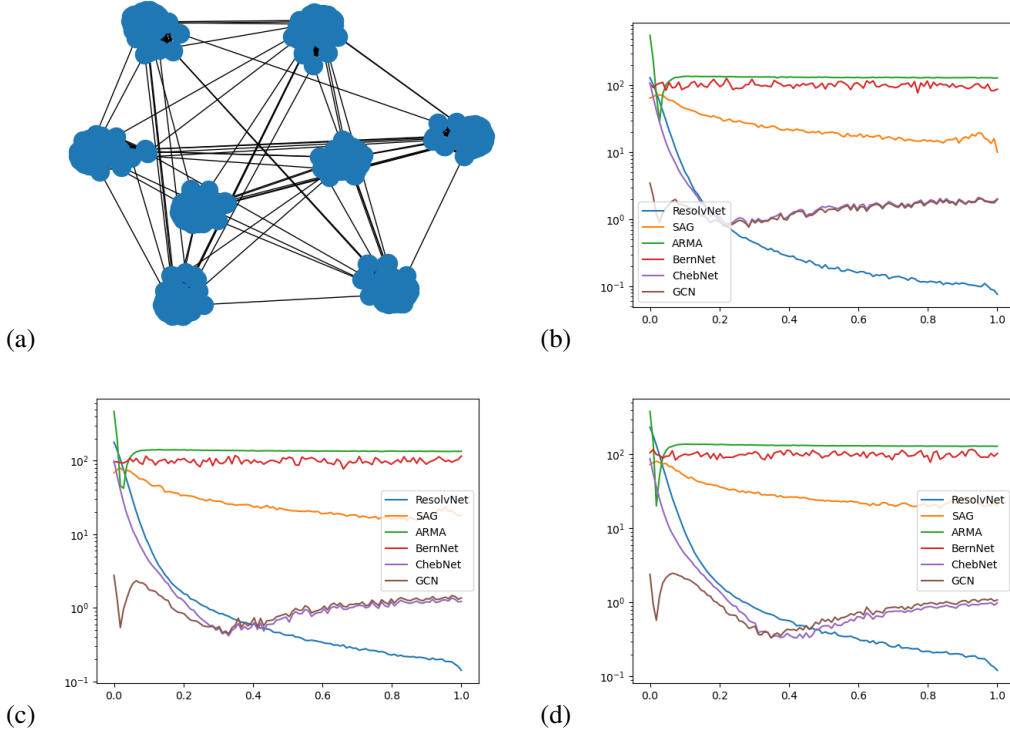 (a)
(b)
10²
10¹
10⁰
10⁻¹
ResolvNet
SAG
ARMA
BernNet
ChebNet
GCN
0.0 0.2 0.4 0.6 0.8 1.0
(c)
10²
10¹
10⁰
10⁻¹
ResolvNet
SAG
ARMA
BernNet
ChebNet
GCN
0.0 0.2 0.4 0.6 0.8 1.0
(d)
10²
10¹
10⁰
10⁻¹
ResolvNet
SAG
ARMA
BernNet
ChebNet
GCN
0.0 0.2 0.4 0.6 0.8 1.0